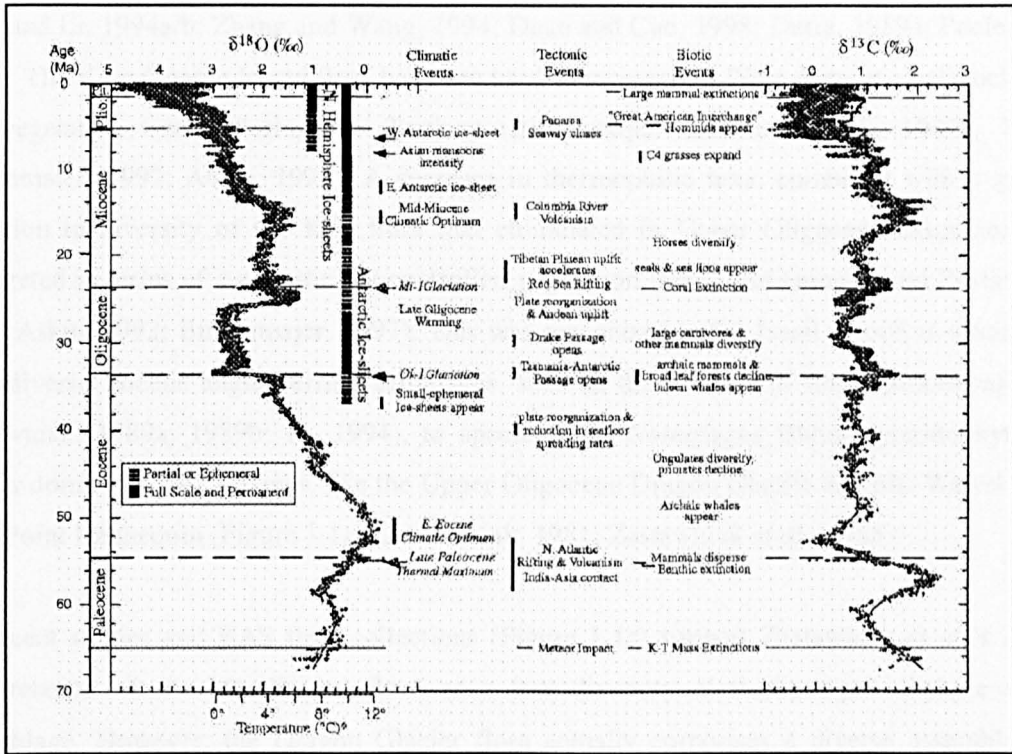 Age
(Ma)
δ18O (‰)
5 4 3 2 1 0
Climatic
Events
Tectonic
Events
Biotic
Events
δ13C (‰)
-1 0 1 2 3
0
10
20
30
40
50
60
70
Plio.
Miocene
Oligocene
Eocene
Paleocene
N. Hemisphere Ice-sheets
Antarctic Ice-sheets
W. Antarctic ice-sheet
Asian monsoons
intensity
E. Antarctic ice-sheet
Mid-Miocene
Climatic Optimum
Mi-1 Glaciation
Late Oligocene
Warming
Oi-1 Glaciation
Small-ephemeral
Ice-sheets appear
E. Eocene
Climatic Optimum
Late Paleocene
Thermal Maximum
Panama
Seaway closes
Columbia River
Volcanism
Tibetan Plateau uplift
accelerates
Red Sea Rifting
Plate reorganization
& Andean uplift
Drake Passage
opens
Tasmania-Antarctic
Passage opens
plate reorganization &
reduction in seafloor
spreading rates
N. Atlantic
Rifting & Volcanism
India-Asia contact
Meteor Impact
Large mammal extinctions
"Great American Interchange"
Hominids appear
C4 grasses expand
Horses diversify
seals & sea lions appear
Coral Extinction
large carnivores &
other mammals diversify
archaic mammals &
broad leaf forests decline
baleen whales appear
Ungulates diversity,
primates decline
Archaic whales
appear
Mammals disperse
Benthic extinction
K-T Mass Extinctions
Partial or Ephemeral
Full Scale and Permanent
0° 4° 8° 12°
Temperature (°C)*